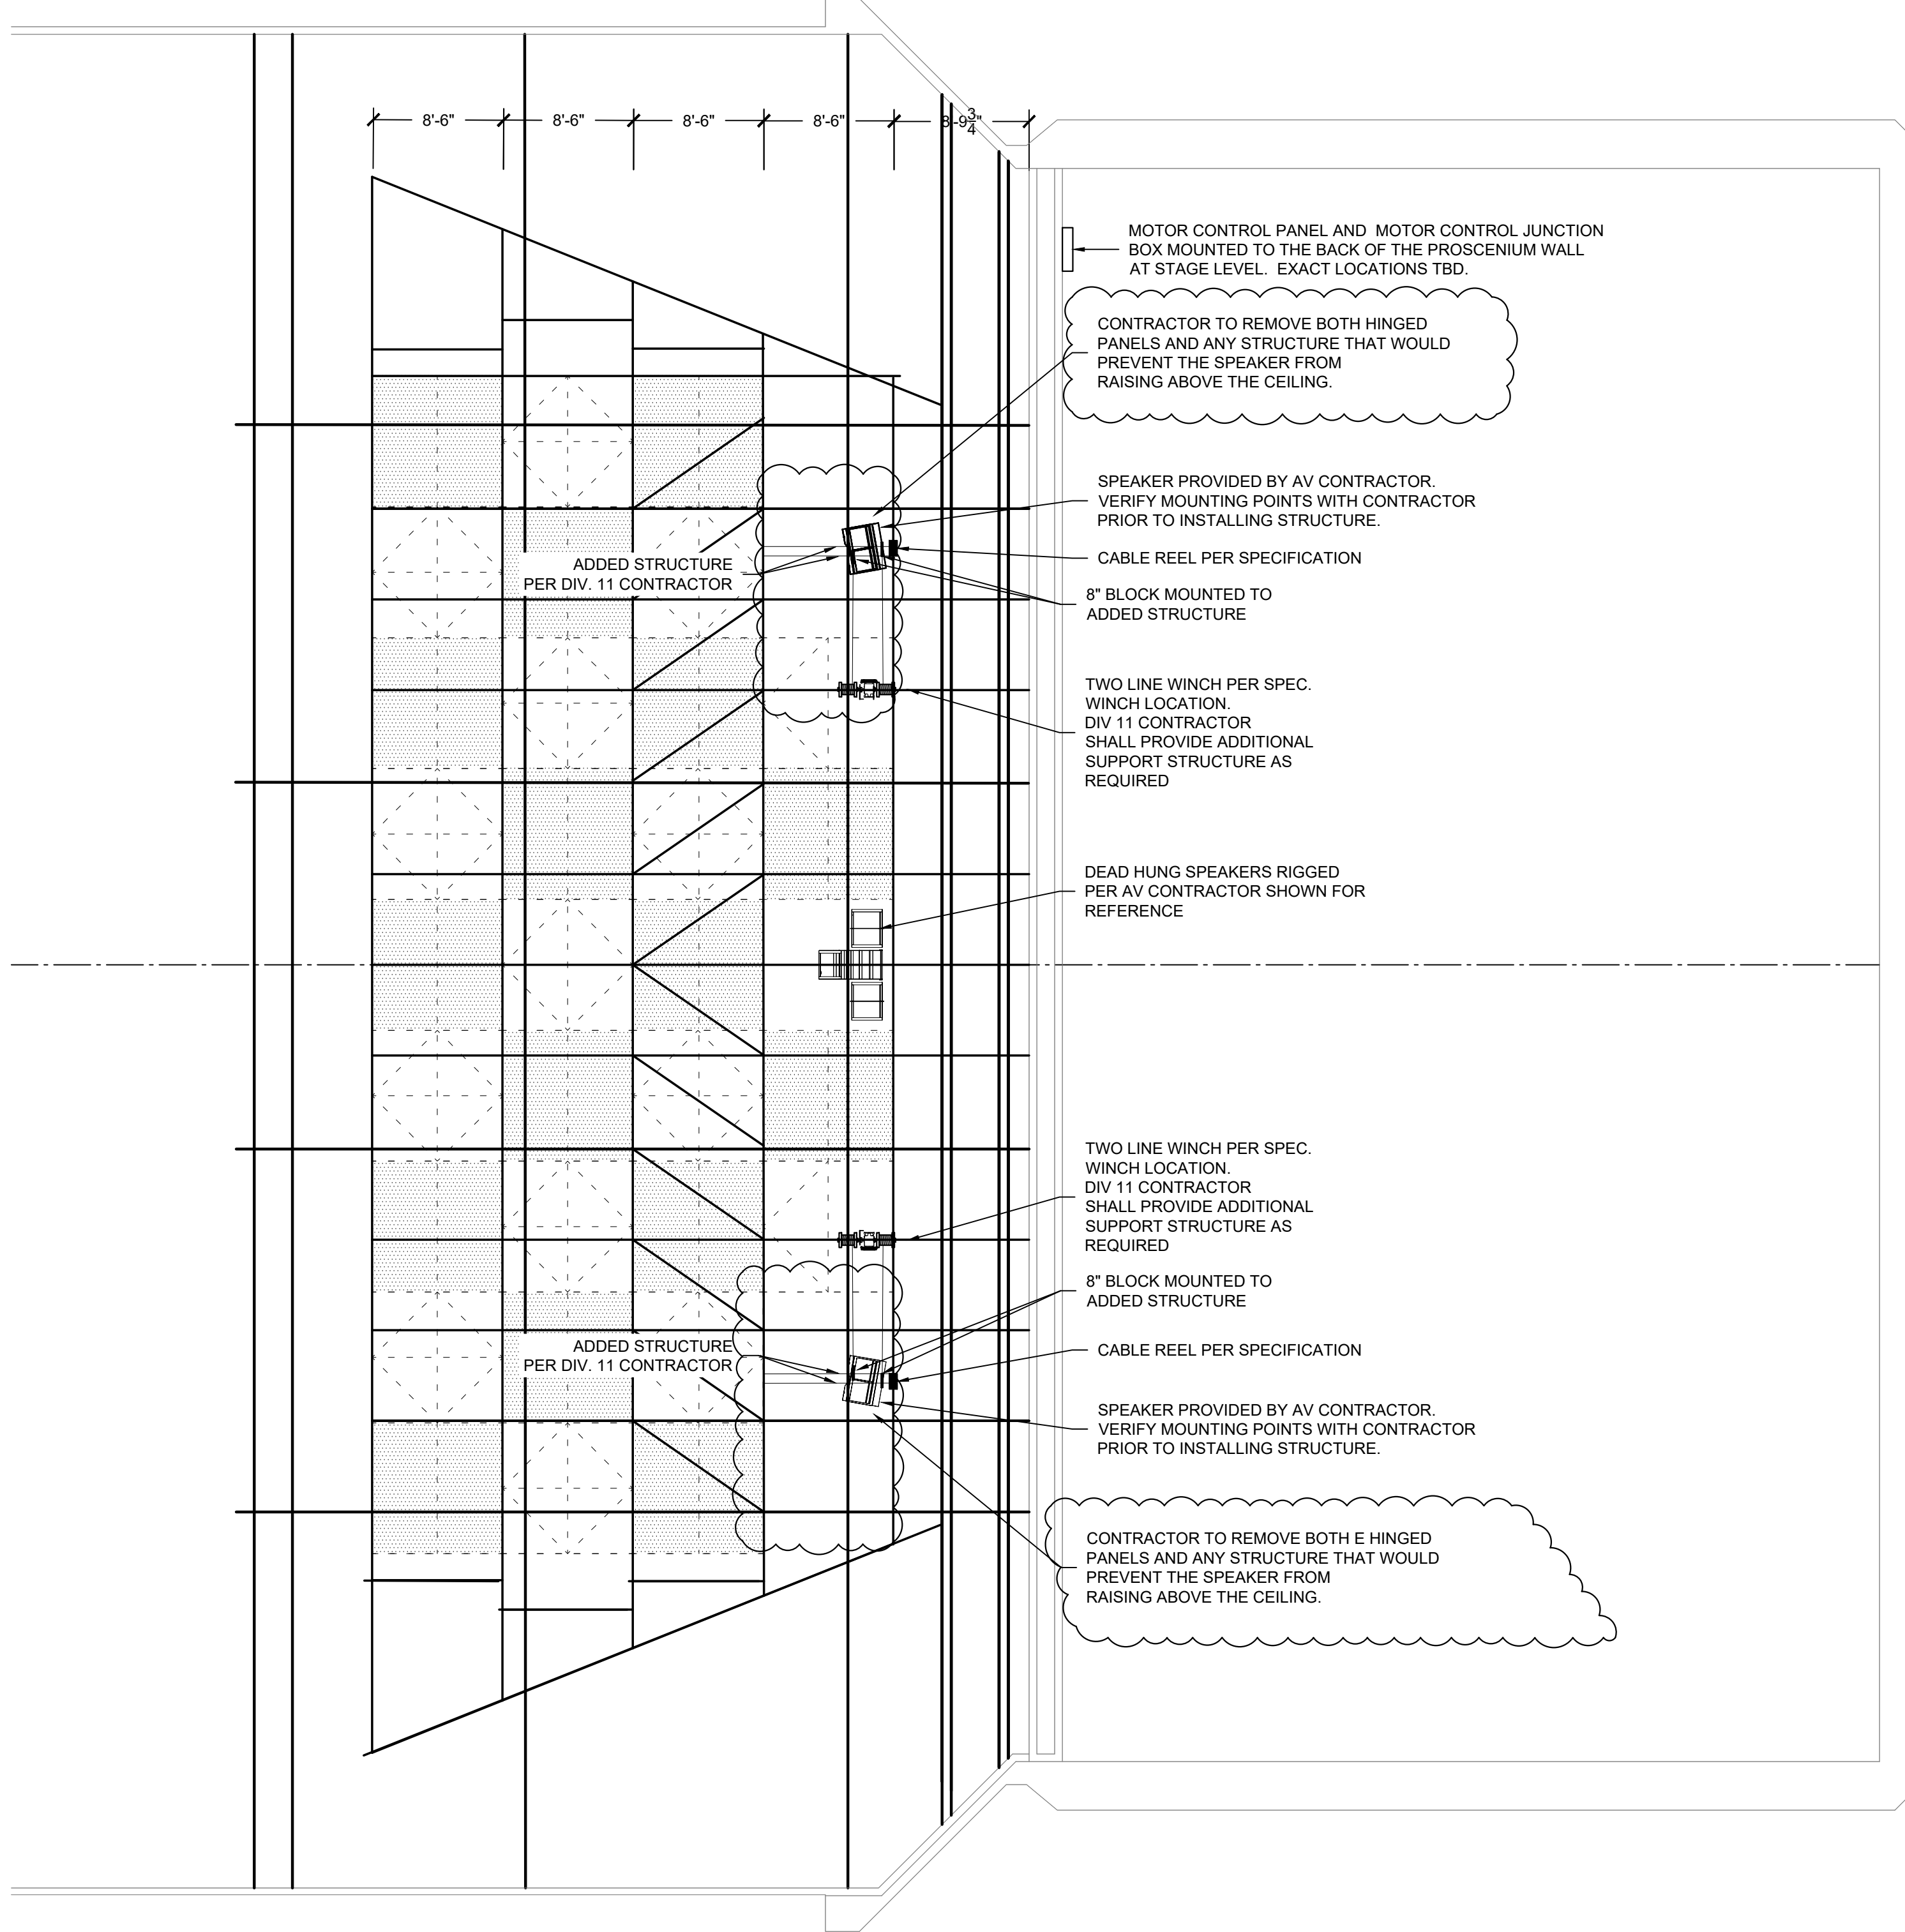 8'-6"
8'-6"
8'-6"
8'-6"
8'-9 3/4"
MOTOR CONTROL PANEL AND MOTOR CONTROL JUNCTION
BOX MOUNTED TO THE BACK OF THE PROSCENIUM WALL
AT STAGE LEVEL. EXACT LOCATIONS TBD.
CONTRACTOR TO REMOVE BOTH HINGED
PANELS AND ANY STRUCTURE THAT WOULD
PREVENT THE SPEAKER FROM
RAISING ABOVE THE CEILING.
SPEAKER PROVIDED BY AV CONTRACTOR.
VERIFY MOUNTING POINTS WITH CONTRACTOR
PRIOR TO INSTALLING STRUCTURE.
ADDED STRUCTURE
PER DIV. 11 CONTRACTOR
CABLE REEL PER SPECIFICATION
8" BLOCK MOUNTED TO
ADDED STRUCTURE
TWO LINE WINCH PER SPEC.
WINCH LOCATION.
DIV 11 CONTRACTOR
SHALL PROVIDE ADDITIONAL
SUPPORT STRUCTURE AS
REQUIRED
DEAD HUNG SPEAKERS RIGGED
PER AV CONTRACTOR SHOWN FOR
REFERENCE
TWO LINE WINCH PER SPEC.
WINCH LOCATION.
DIV 11 CONTRACTOR
SHALL PROVIDE ADDITIONAL
SUPPORT STRUCTURE AS
REQUIRED
8" BLOCK MOUNTED TO
ADDED STRUCTURE
ADDED STRUCTURE
PER DIV. 11 CONTRACTOR
CABLE REEL PER SPECIFICATION
SPEAKER PROVIDED BY AV CONTRACTOR.
VERIFY MOUNTING POINTS WITH CONTRACTOR
PRIOR TO INSTALLING STRUCTURE.
CONTRACTOR TO REMOVE BOTH E HINGED
PANELS AND ANY STRUCTURE THAT WOULD
PREVENT THE SPEAKER FROM
RAISING ABOVE THE CEILING.